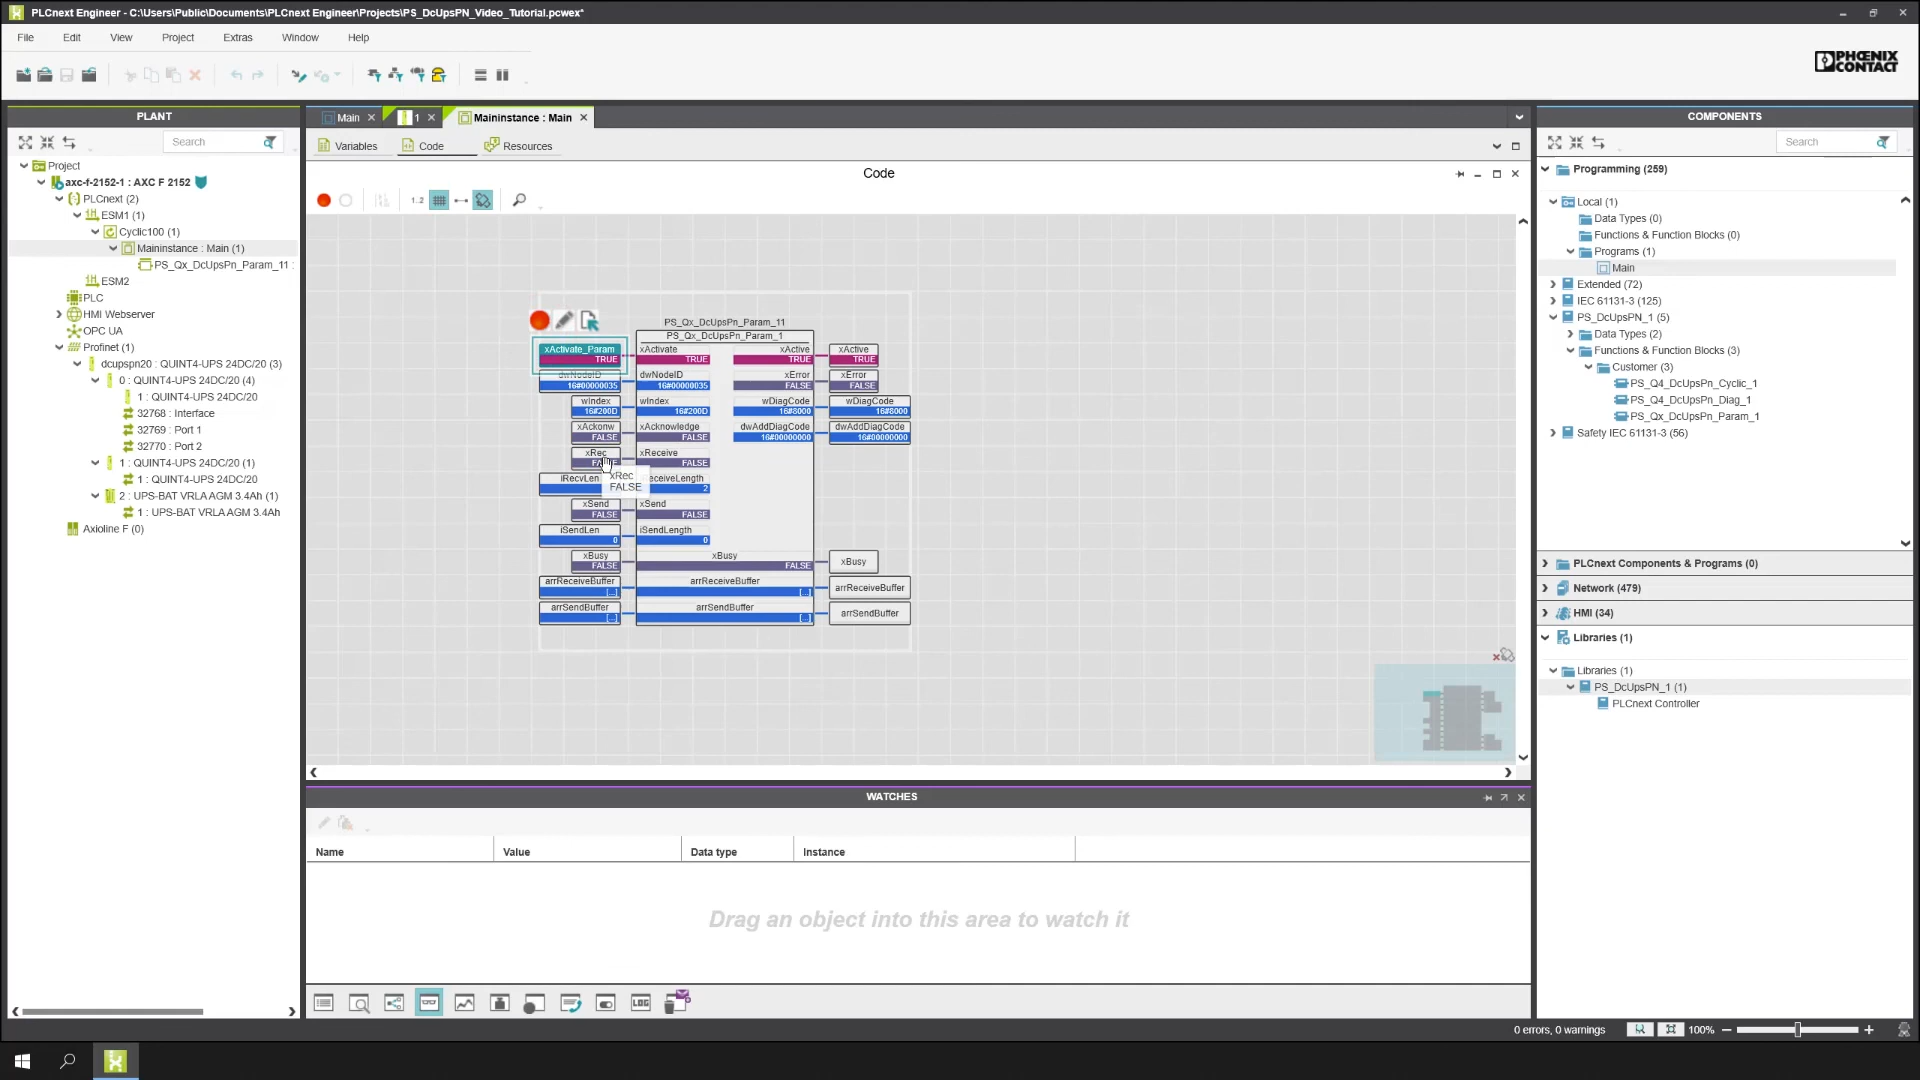 PLCnext Engineer - C:\Users\Public\Documents\PLCnext Engineer\Projects\PS_DcUpsPN_Video_Tutorial.pcwex*
File Edit View Project Extras Window Help
PHŒNIX
CONTACT
PLANT
Search
Project
axc-f-2152-1 : AXC F 2152
PLCnext (2)
ESM1 (1)
Cyclic100 (1)
Maininstance : Main (1)
PS_Qx_DcUpsPn_Param_11 :
ESM2
PLC
HMI Webserver
OPC UA
Profinet (1)
dcupspn20 : QUINT4-UPS 24DC/20 (3)
0 : QUINT4-UPS 24DC/20 (4)
1 : QUINT4-UPS 24DC/20
32768 : Interface
32769 : Port 1
32770 : Port 2
1 : QUINT4-UPS 24DC/20 (1)
1 : QUINT4-UPS 24DC/20
2 : UPS-BAT VRLA AGM 3.4Ah (1)
1 : UPS-BAT VRLA AGM 3.4Ah
Axioline F (0)
Main 1 Maininstance : Main
Variables Code Resources
Code
1..2
PS_Qx_DcUpsPn_Param_11
PS_Qx_DcUpsPn_Param_1
xActivate_Param xActivate xActive xActive
TRUE TRUE TRUE TRUE
dwNodeID dwNodeID xError xError
16#00000035 16#00000035 FALSE FALSE
wIndex wIndex wDiagCode wDiagCode
16#200D 16#200D 16#8000 16#8000
xAckonw xAcknowledge dwAddDiagCode dwAddDiagCode
FALSE FALSE 16#00000000 16#00000000
xRec xReceive
FALSE
xRec
FALSE
iRecvLen eceiveLength
2
xSend xSend
FALSE FALSE
iSendLen iSendLength
0 0
xBusy xBusy xBusy
FALSE FALSE
arrReceiveBuffer arrReceiveBuffer arrReceiveBuffer
[...] [...]
arrSendBuffer arrSendBuffer arrSendBuffer
[...] [...]
WATCHES
Name Value Data type Instance
Drag an object into this area to watch it
LOG
COMPONENTS
Search
Programming (259)
Local (1)
Data Types (0)
Functions & Function Blocks (0)
Programs (1)
Main
Extended (72)
IEC 61131-3 (125)
PS_DcUpsPN_1 (5)
Data Types (2)
Functions & Function Blocks (3)
Customer (3)
PS_Q4_DcUpsPn_Cyclic_1
PS_Q4_DcUpsPn_Diag_1
PS_Qx_DcUpsPn_Param_1
Safety IEC 61131-3 (56)
PLCnext Components & Programs (0)
Network (479)
HMI (34)
Libraries (1)
Libraries (1)
PS_DcUpsPN_1 (1)
PLCnext Controller
0 errors, 0 warnings 100%